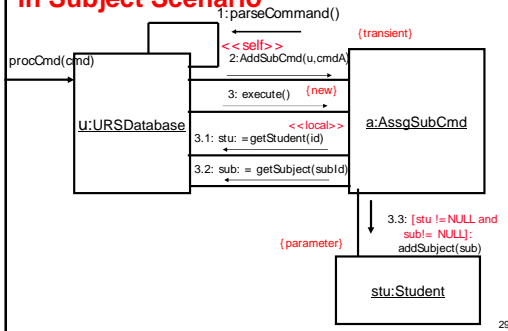 in Subject Scenario
1:parseCommand()
{transient}
<<self>>
procCmd(cmd)
2:AddSubCmd(u,cmdA)
3: execute()
{new}
u:URSDatabase
<<local>>
a:AssgSubCmd
3.1: stu: =getStudent(id)
3.2: sub: = getSubject(subId)
3.3: [stu !=NULL and
sub!= NULL]:
addSubject(sub)
{parameter}
stu:Student
29